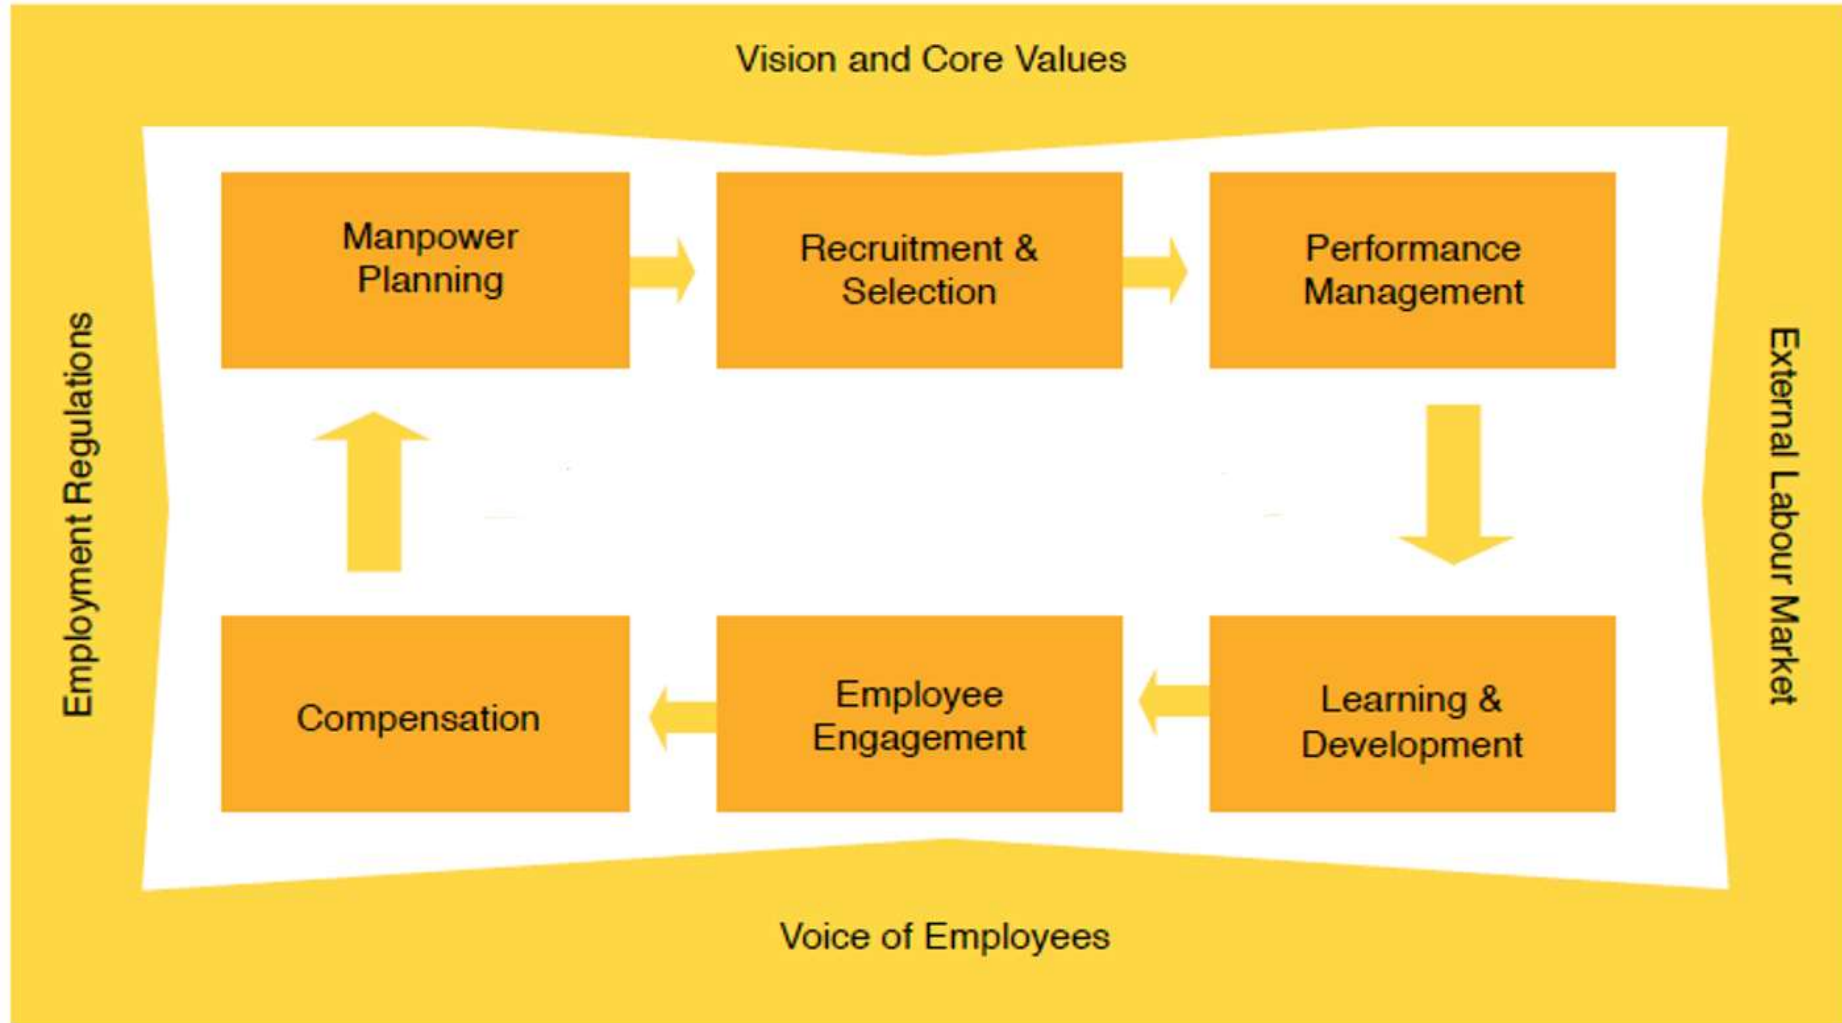 Vision and Core Values
Manpower
Planning
Recruitment &
Selection
Performance
Management
Employment Regulations
External Labour Market
Compensation
Employee
Engagement
Learning &
Development
Voice of Employees